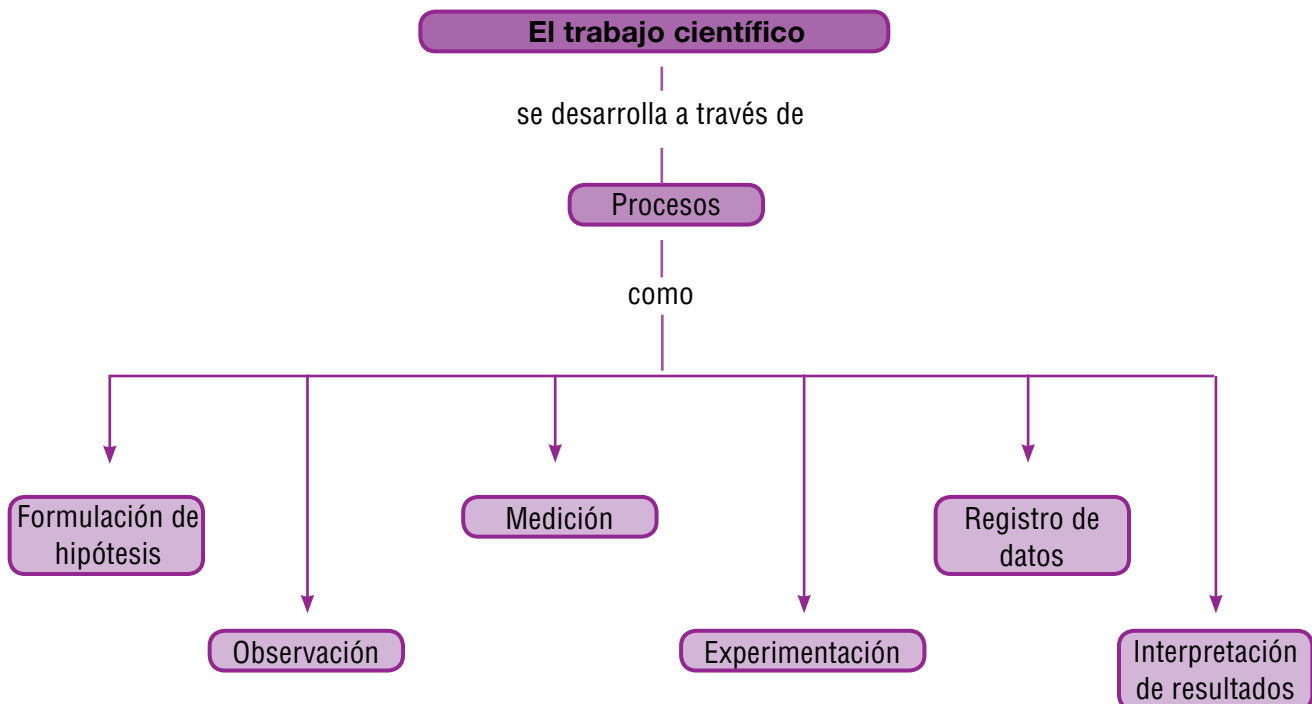 El trabajo científico
se desarrolla a través de
Procesos
como
Formulación de
hipótesis
Observación
Medición
Experimentación
Registro de
datos
Interpretación
de resultados